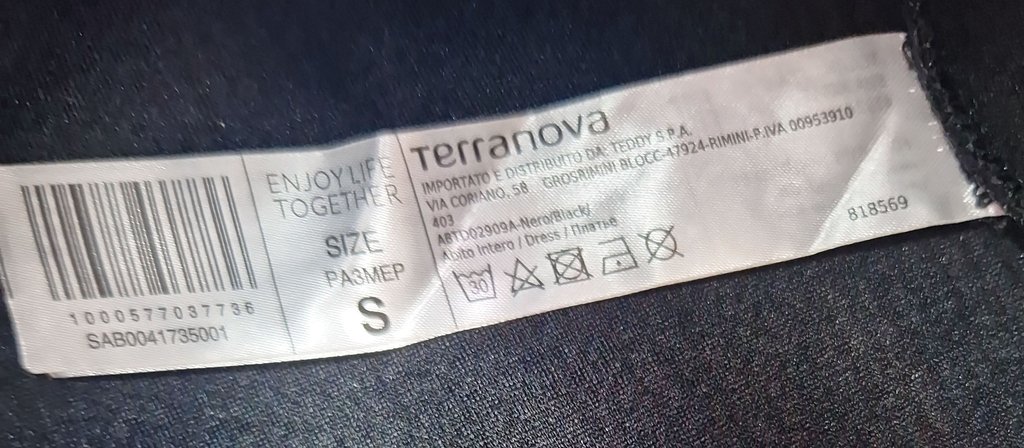 1000577037736
SAB0041735001
ENJOY LIFE
TOGETHER
SIZE
РАЗМЕР
S
Terranova
IMPORTATO E DISTRIBUITO DA: TEDDY S.P.A.
VIA CORIANO, 58 GROSRIMINI BLOCC-47924-RIMINI-P.IVA 00953910
403
ABTD02909A-Nero/Black/
Abito Intero / Dress / Платье
30
818569